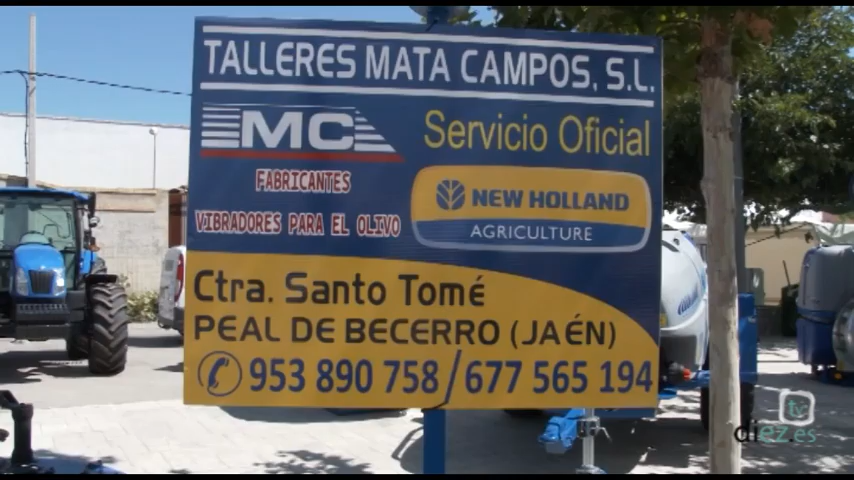 TALLERES MATA CAMPOS, S.L.
MC
FABRICANTES
VIBRADORES PARA EL OLIVO
Servicio Oficial
NEW HOLLAND
AGRICULTURE
Ctra. Santo Tomé
PEAL DE BECERRO (JAÉN)
953 890 758 / 677 565 194
tv
diez.es